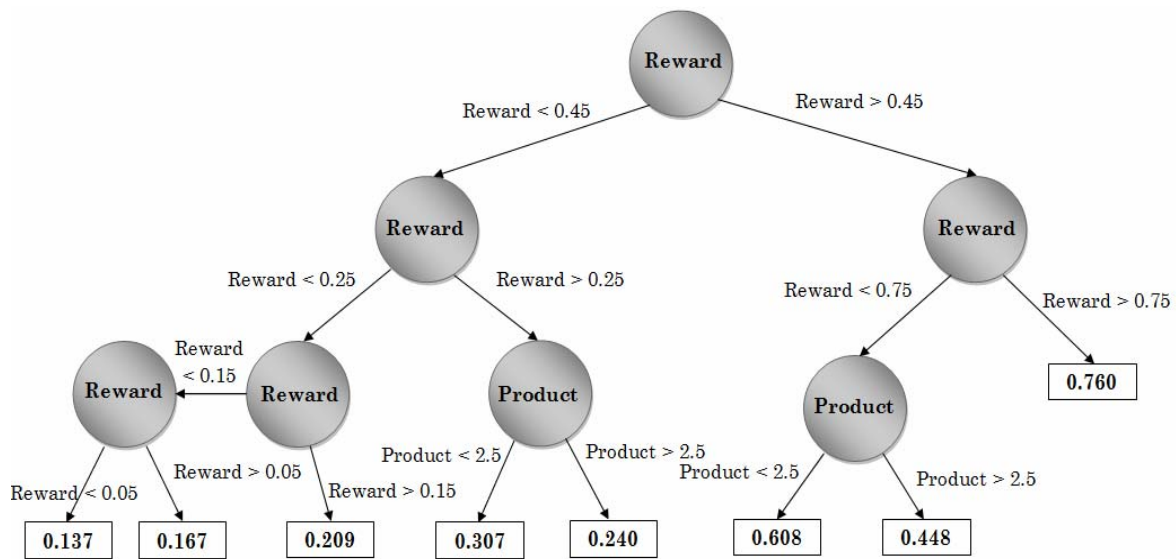 Reward
Reward < 0.45
Reward > 0.45
Reward
Reward
Reward < 0.25
Reward > 0.25
Reward < 0.75
Reward > 0.75
Reward
< 0.15
Reward
Reward
Product
Product
0.760
Product < 2.5
Product > 2.5
Product < 2.5
Product > 2.5
Reward < 0.05
Reward > 0.05
Reward > 0.15
0.137
0.167
0.209
0.307
0.240
0.608
0.448